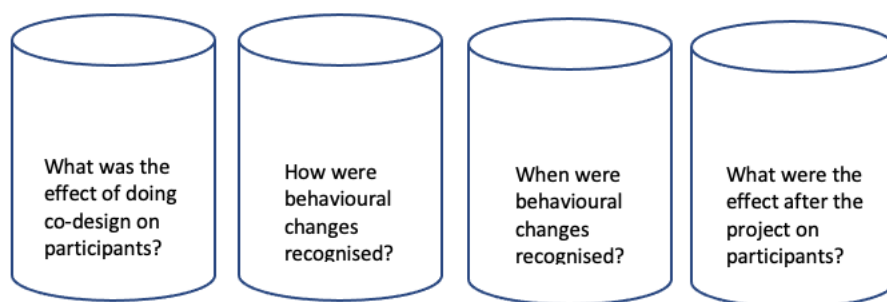 What was the
effect of doing
co-design on
participants?
How were
behavioural
changes
recognised?
When were
behavioural
changes
recognised?
What were the
effect after the
project on
participants?